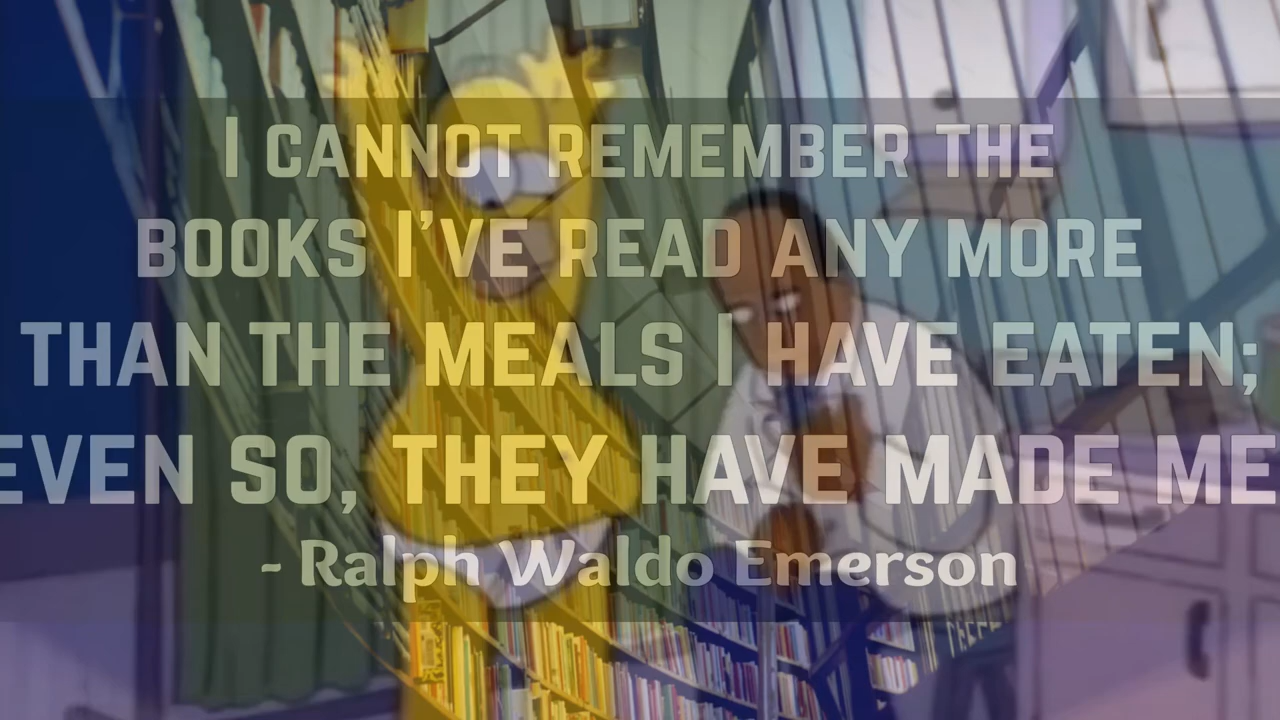 I CANNOT REMEMBER THE
BOOKS I'VE READ ANY MORE
THAN THE MEALS I HAVE EATEN;
EVEN SO, THEY HAVE MADE ME
- Ralph Waldo Emerson